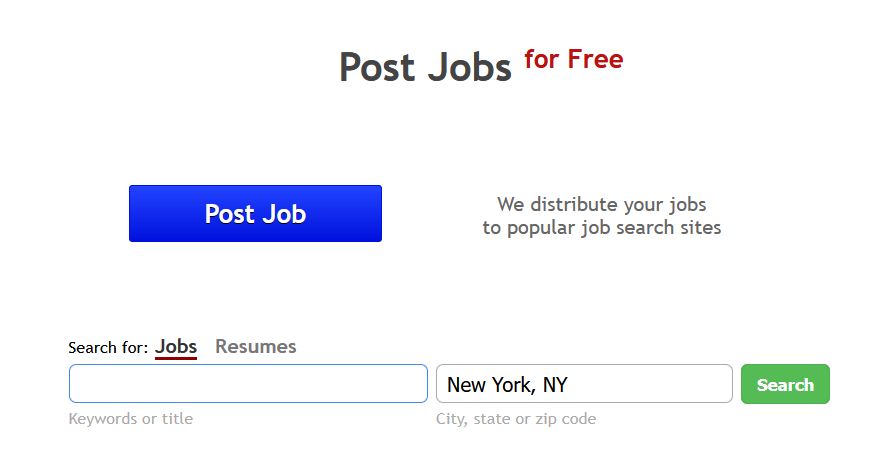 Post Jobs for Free
Post Job
We distribute your jobs
to popular job search sites
Search for: Jobs Resumes
New York, NY
Search
Keywords or title
City, state or zip code